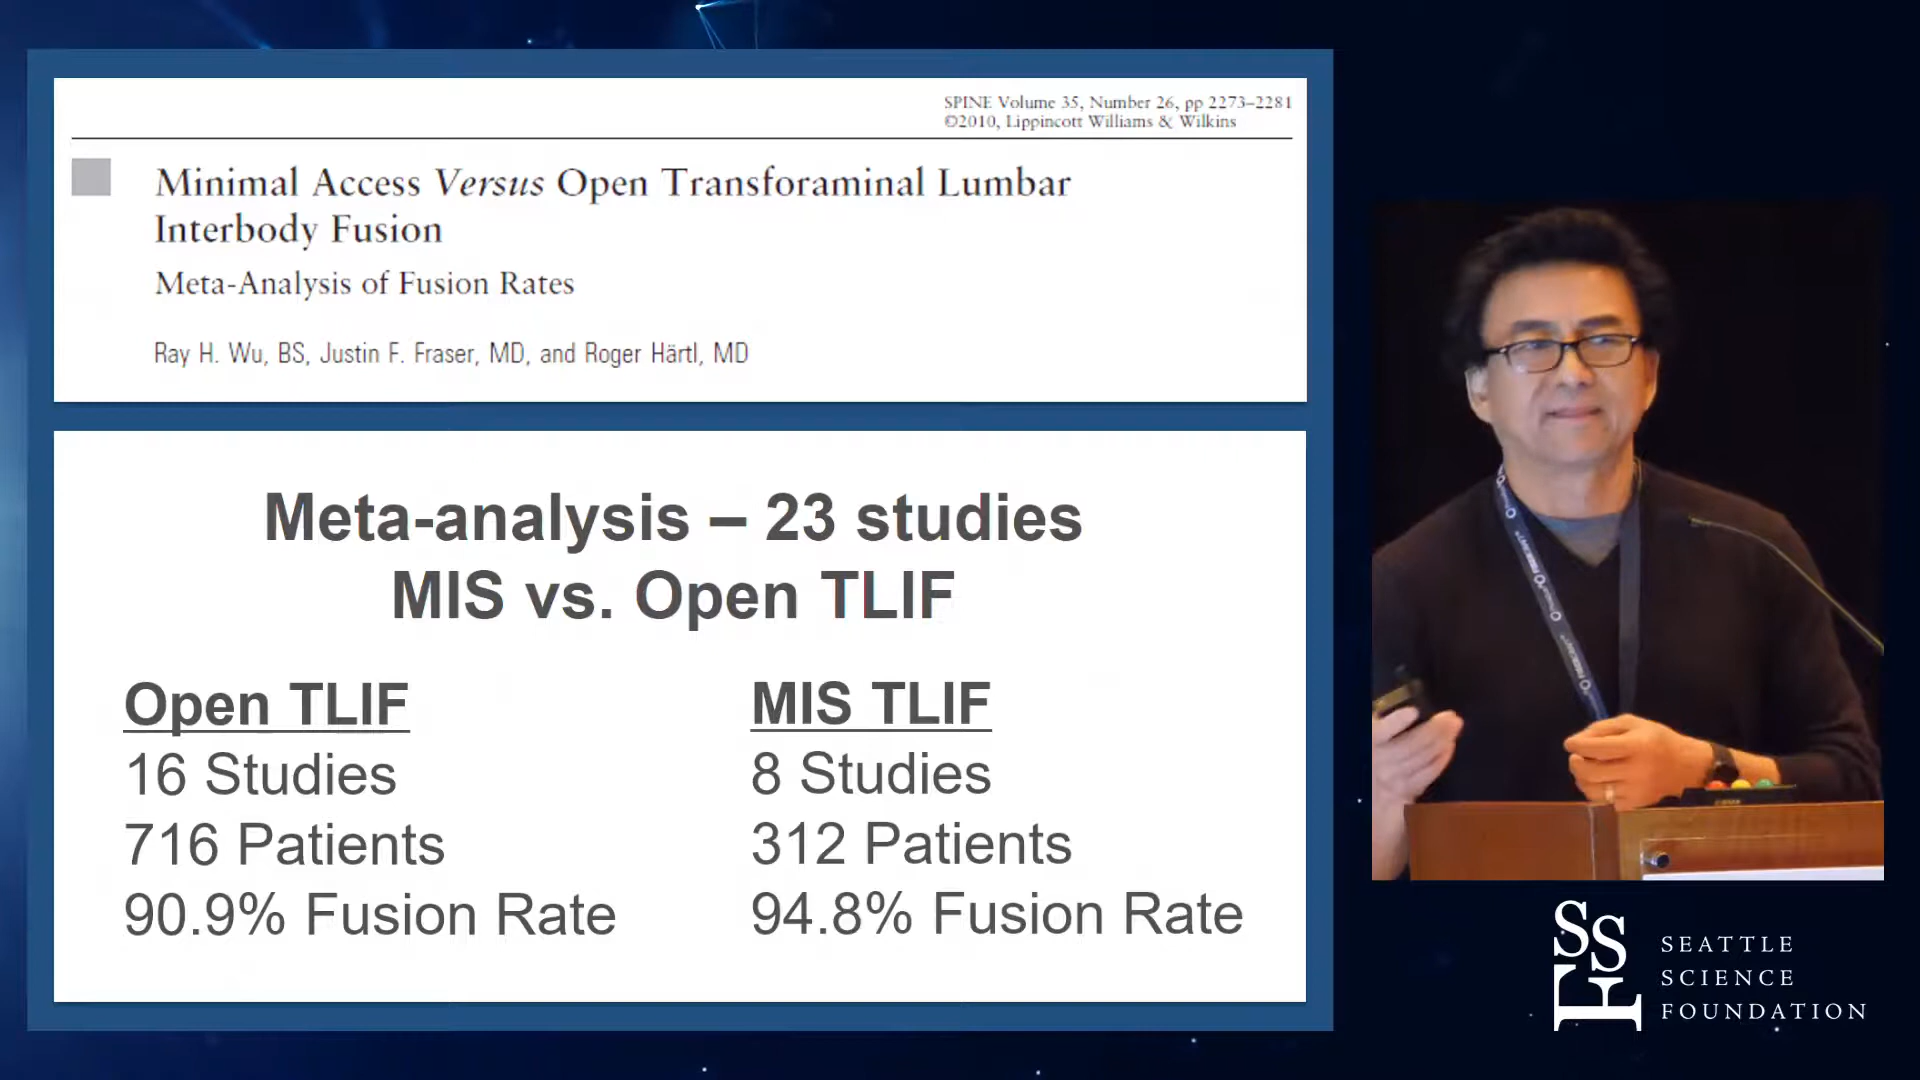 SPINE Volume 35, Number 26, pp 2273–2281
©2010, Lippincott Williams & Wilkins
Minimal Access Versus Open Transforaminal Lumbar
Interbody Fusion
Meta-Analysis of Fusion Rates
Ray H. Wu, BS, Justin F. Fraser, MD, and Roger Härtl, MD
Meta-analysis – 23 studies
MIS vs. Open TLIF
Open TLIF
16 Studies
716 Patients
90.9% Fusion Rate
MIS TLIF
8 Studies
312 Patients
94.8% Fusion Rate
SSF
SEATTLE
SCIENCE
FOUNDATION